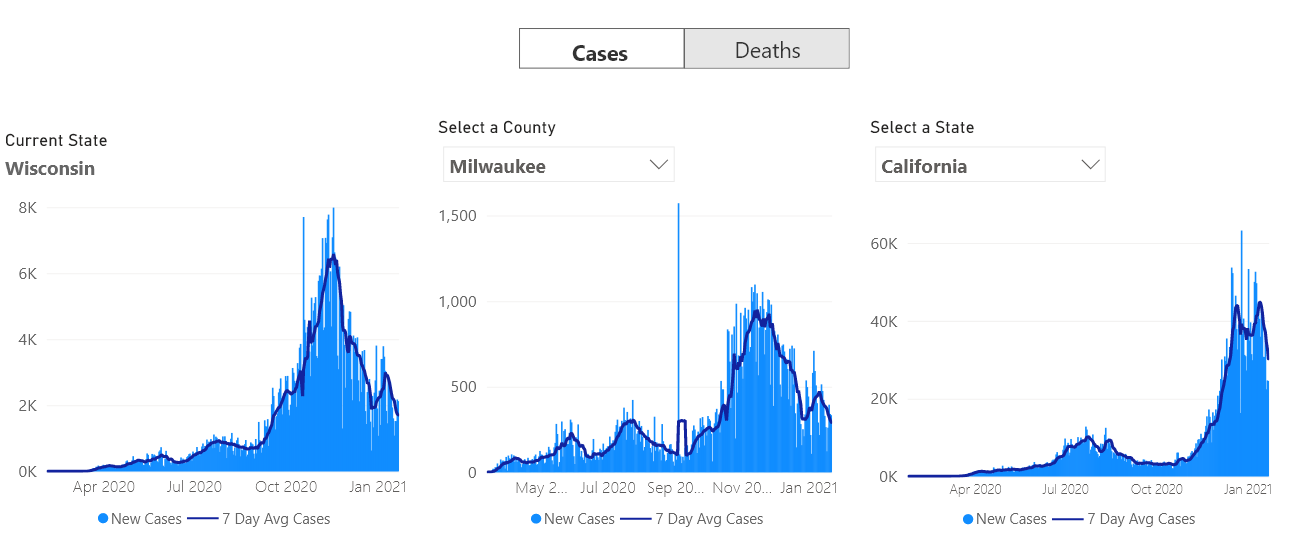 Cases
Deaths
Current State
Wisconsin
8K
6K
4K
2K
0K
Apr 2020 Jul 2020 Oct 2020 Jan 2021
New Cases 7 Day Avg Cases
Select a County
Milwaukee
1,500
1,000
500
0
May 2... Jul 2020 Sep 20... Nov 20... Jan 2021
New Cases 7 Day Avg Cases
Select a State
California
60K
40K
20K
0K
Apr 2020 Jul 2020 Oct 2020 Jan 2021
New Cases 7 Day Avg Cases